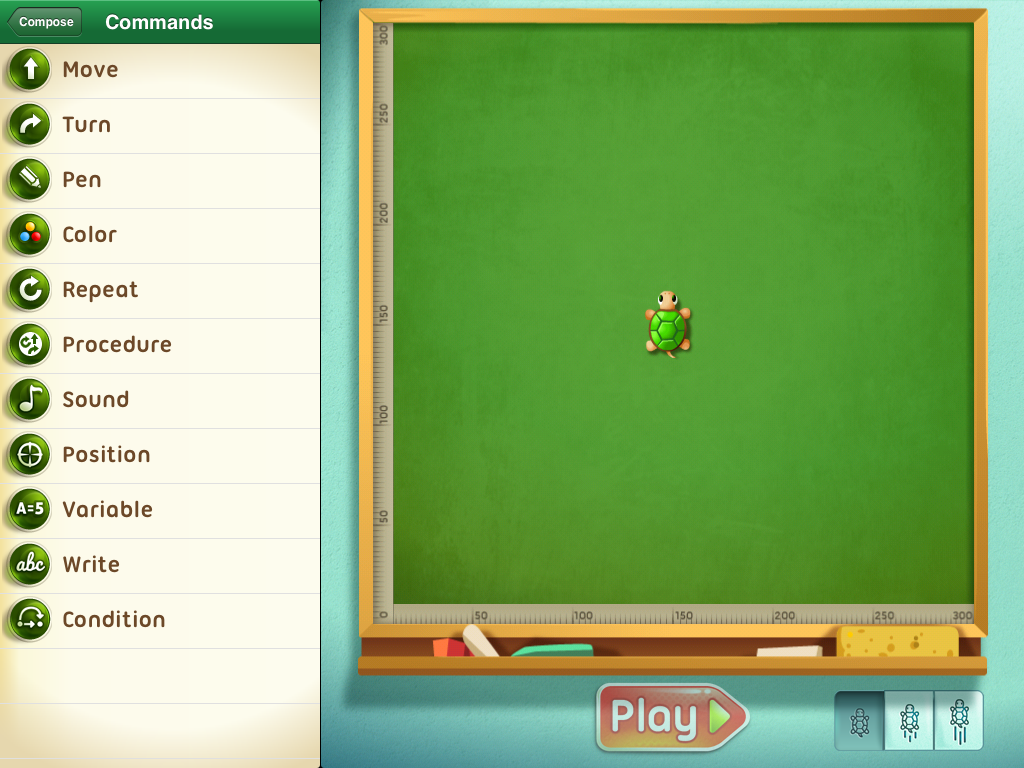 Compose
Commands
Move
Turn
Pen
Color
Repeat
Procedure
Sound
Position
A=5
Variable
abc
Write
Condition
300
250
200
150
100
50
0
50
100
150
200
250
300
Play